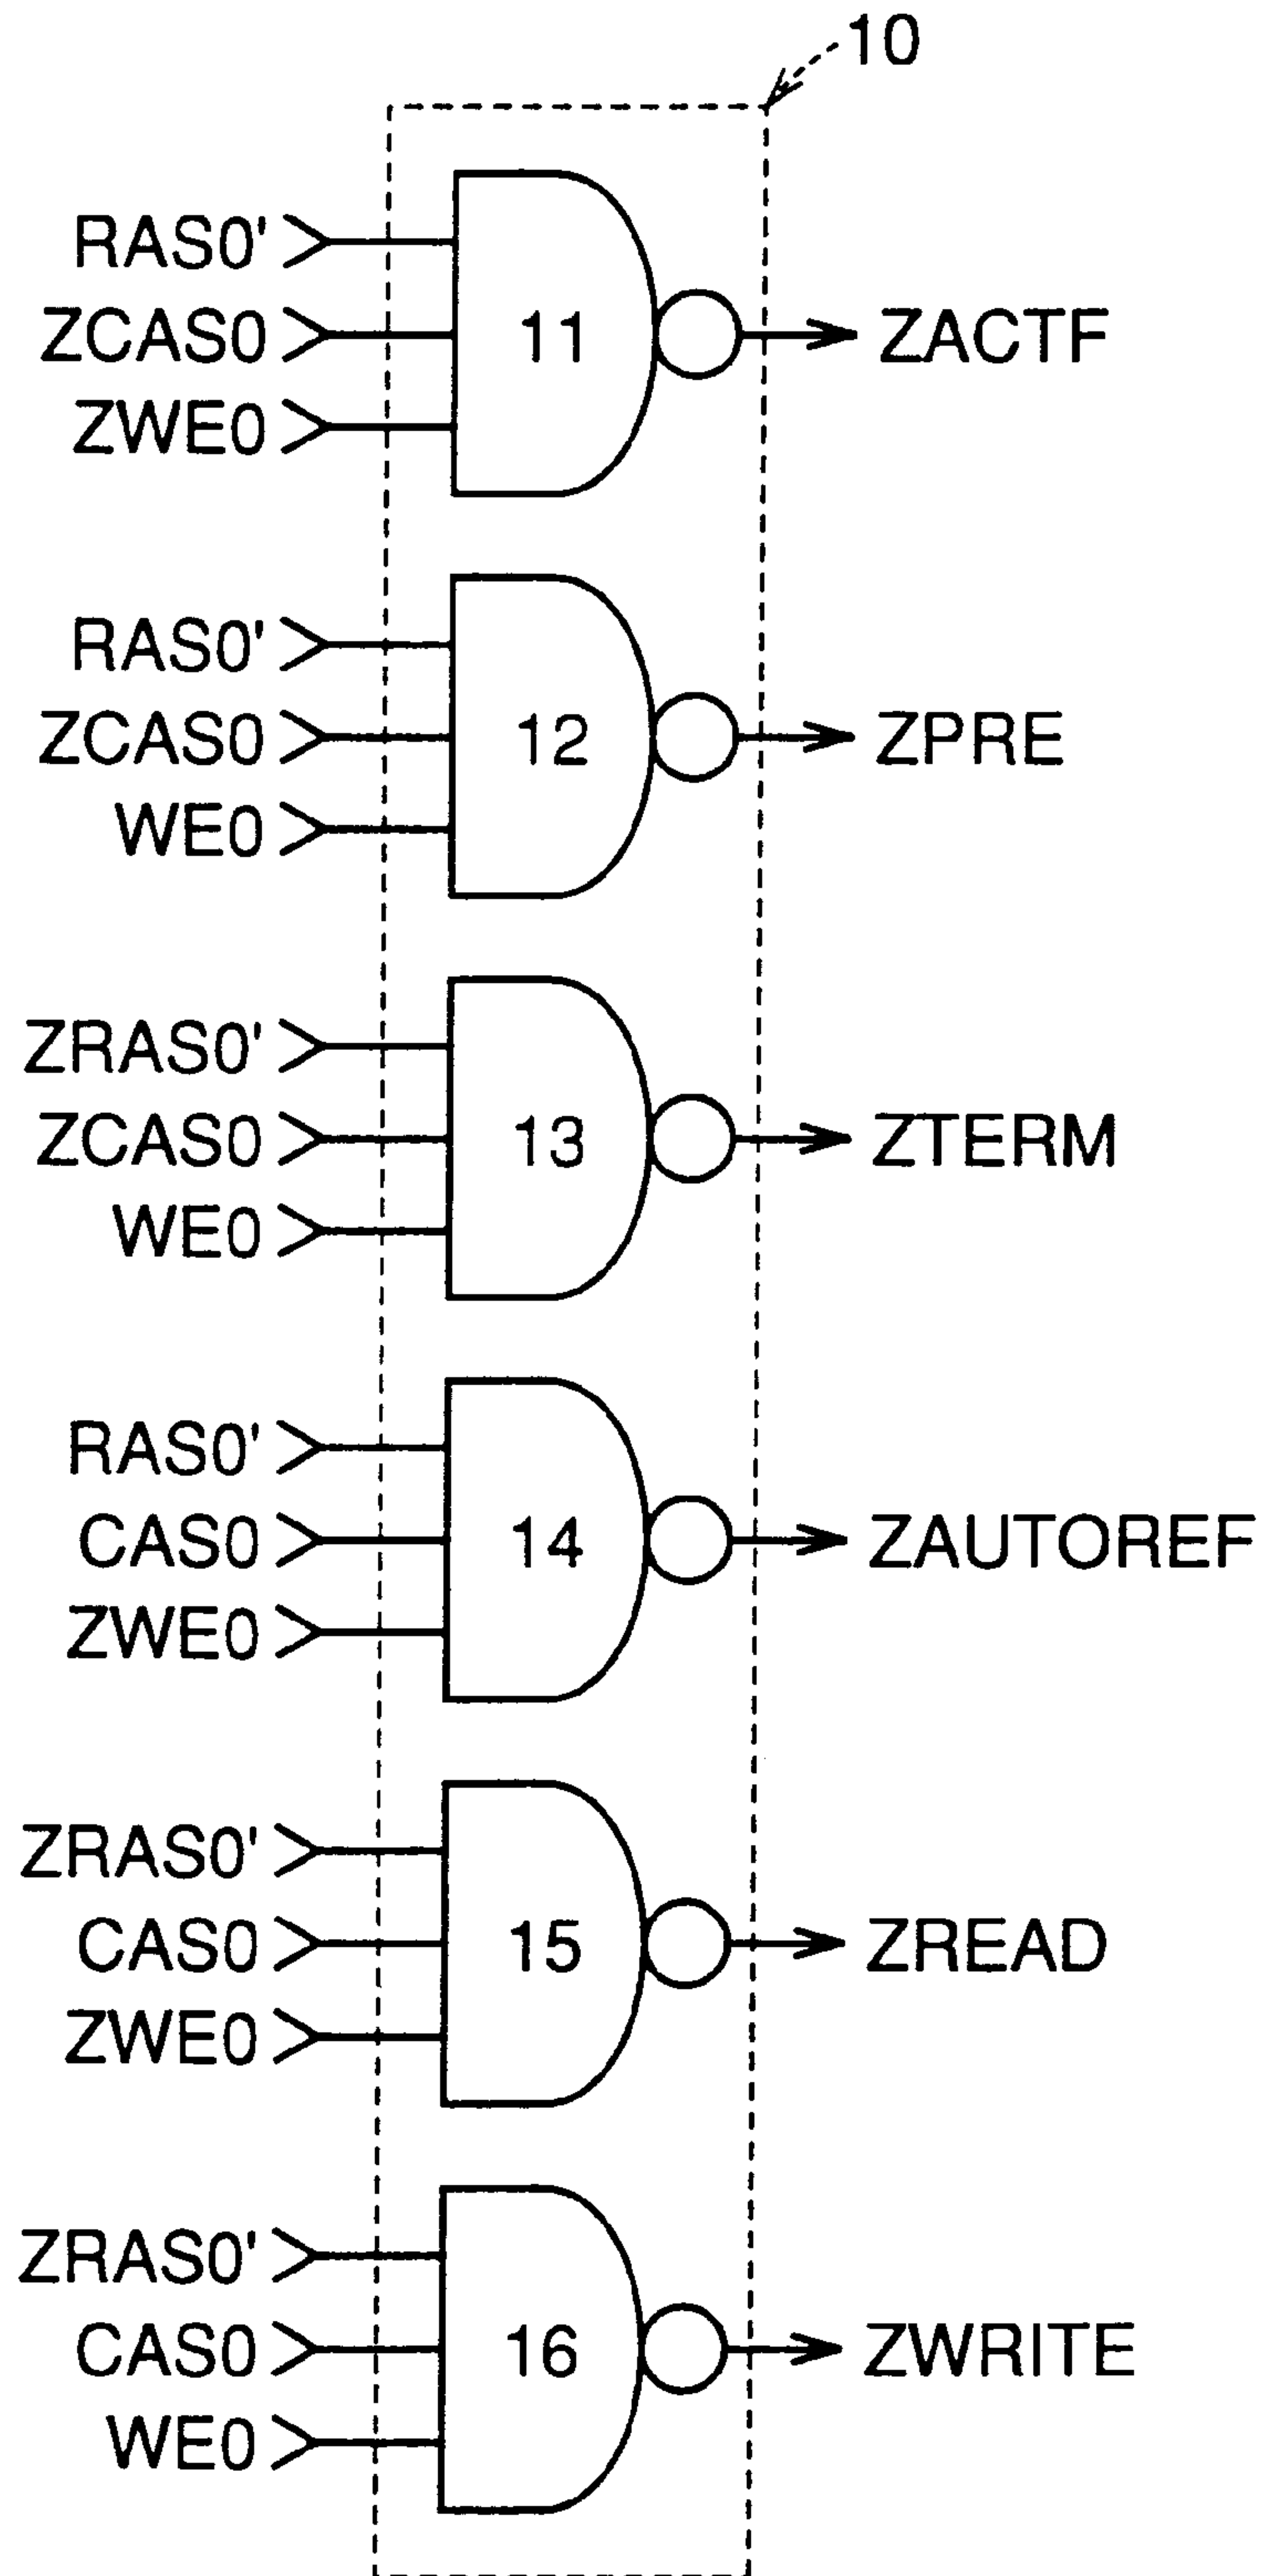 10
RAS0'
ZCAS0
ZWE0
11
ZACTF
RAS0'
ZCAS0
WE0
12
ZPRE
ZRAS0'
ZCAS0
WE0
13
ZTERM
RAS0'
CAS0
ZWE0
14
ZAUTOREF
ZRAS0'
CAS0
ZWE0
15
ZREAD
ZRAS0'
CAS0
WE0
16
ZWRITE